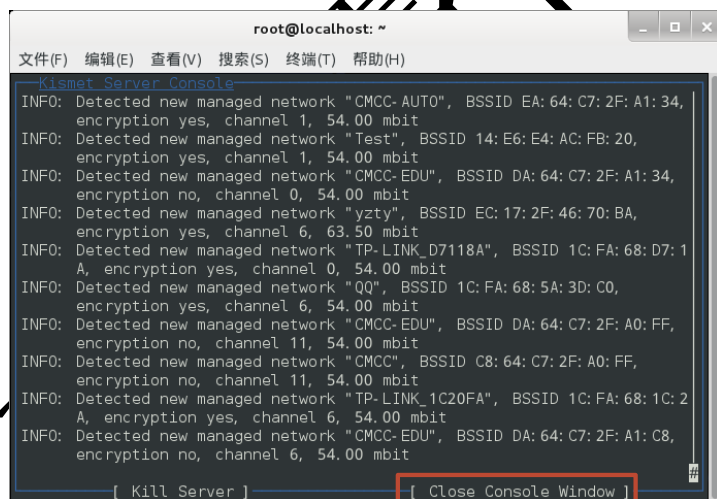 root@localhost: ~
文件(F) 编辑(E) 查看(V) 搜索(S) 终端(T) 帮助(H)
Kismet Server Console
INFO: Detected new managed network "CMCC-AUTO", BSSID EA:64:C7:2F:A1:34,
encryption yes, channel 1, 54.00 mbit
INFO: Detected new managed network "Test", BSSID 14:E6:E4:AC:FB:20,
encryption yes, channel 1, 54.00 mbit
INFO: Detected new managed network "CMCC-EDU", BSSID DA:64:C7:2F:A1:34,
encryption no, channel 0, 54.00 mbit
INFO: Detected new managed network "yzty", BSSID EC:17:2F:46:70:BA,
encryption yes, channel 6, 63.50 mbit
INFO: Detected new managed network "TP-LINK_D7118A", BSSID 1C:FA:68:D7:1
A, encryption yes, channel 0, 54.00 mbit
INFO: Detected new managed network "QQ", BSSID 1C:FA:68:5A:3D:C0,
encryption yes, channel 6, 54.00 mbit
INFO: Detected new managed network "CMCC-EDU", BSSID DA:64:C7:2F:A0:FF,
encryption no, channel 11, 54.00 mbit
INFO: Detected new managed network "CMCC", BSSID C8:64:C7:2F:A0:FF,
encryption no, channel 11, 54.00 mbit
INFO: Detected new managed network "TP-LINK_1C20FA", BSSID 1C:FA:68:1C:2
A, encryption yes, channel 6, 54.00 mbit
INFO: Detected new managed network "CMCC-EDU", BSSID DA:64:C7:2F:A1:C8,
encryption no, channel 6, 54.00 mbit
#
[ Kill Server ] [ Close Console Window ]